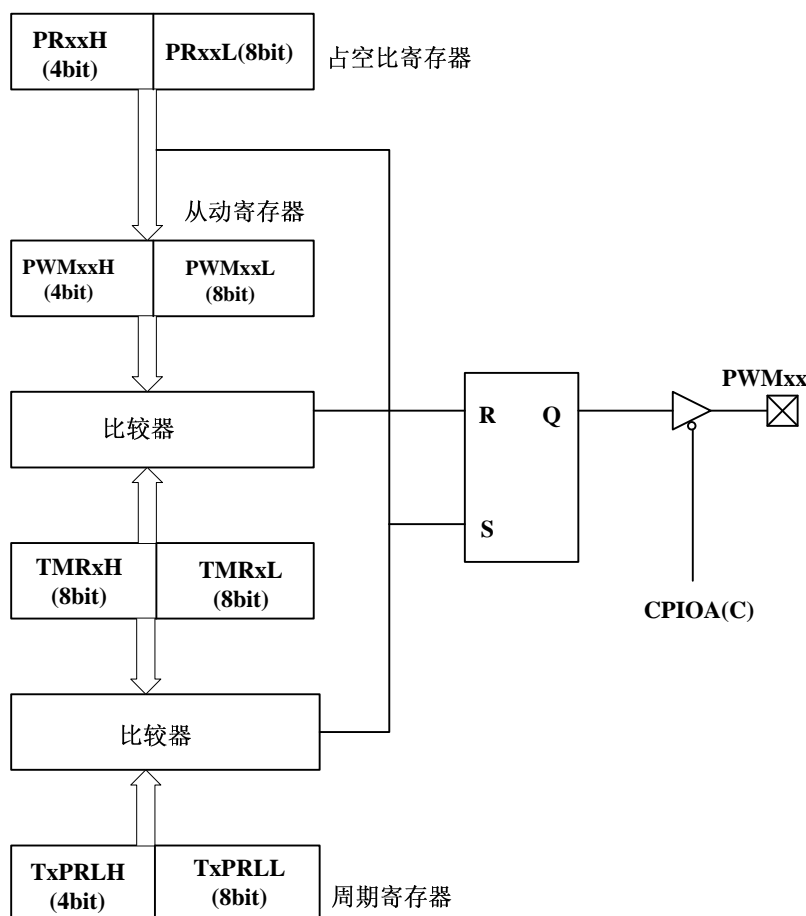 PRxxH
(4bit)
PRxxL(8bit)
占空比寄存器
从动寄存器
PWMxxH
(4bit)
PWMxxL
(8bit)
比较器
R
Q
S
PWMxx
CPIOA(C)
TMRxH
(8bit)
TMRxL
(8bit)
比较器
TxPRLH
(4bit)
TxPRLL
(8bit)
周期寄存器